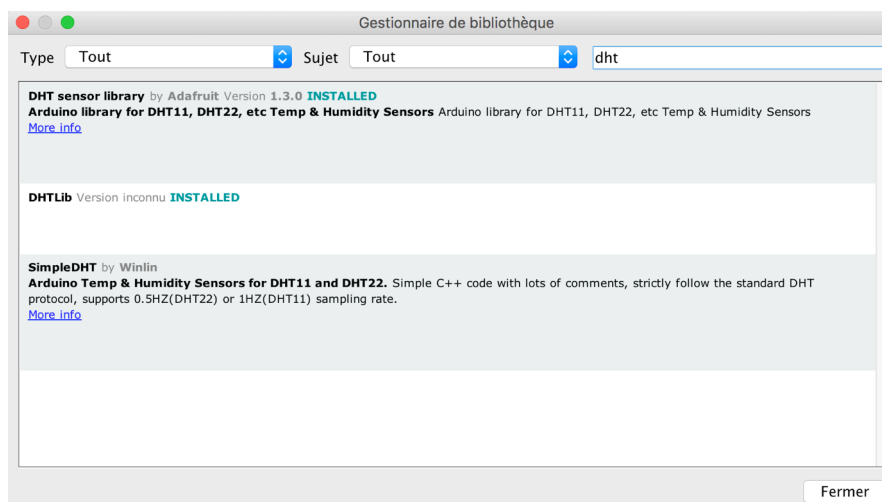 Gestionnaire de bibliothèque
Type Tout Sujet Tout dht
DHT sensor library by Adafruit Version 1.3.0 INSTALLED
Arduino library for DHT11, DHT22, etc Temp & Humidity Sensors Arduino library for DHT11, DHT22, etc Temp & Humidity Sensors
More info
DHTLib Version inconnu INSTALLED
SimpleDHT by Winlin
Arduino Temp & Humidity Sensors for DHT11 and DHT22. Simple C++ code with lots of comments, strictly follow the standard DHT
protocol, supports 0.5HZ(DHT22) or 1HZ(DHT11) sampling rate.
More info
Fermer